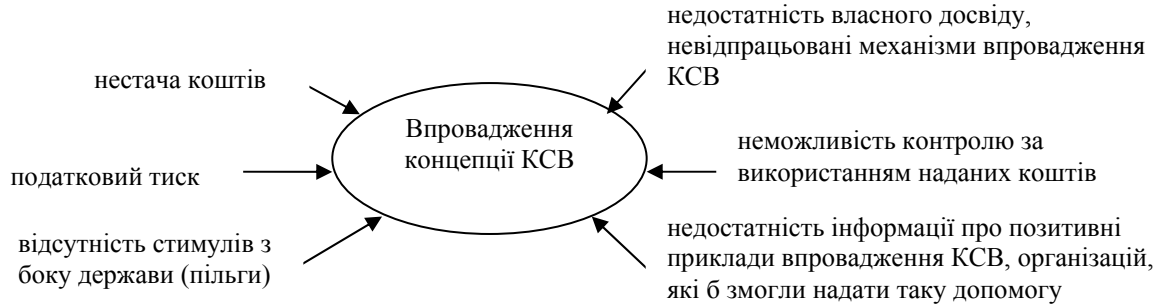 недостатність власного досвіду,
невідпрацьовані механізми впровадження
КСВ
нестача коштів
Впровадження
концепції КСВ
неможливість контролю за
використанням наданих коштів
податковий тиск
відсутність стимулів з
боку держави (пільги)
недостатність інформації про позитивні
приклади впровадження КСВ, організацій,
які б змогли надати таку допомогу